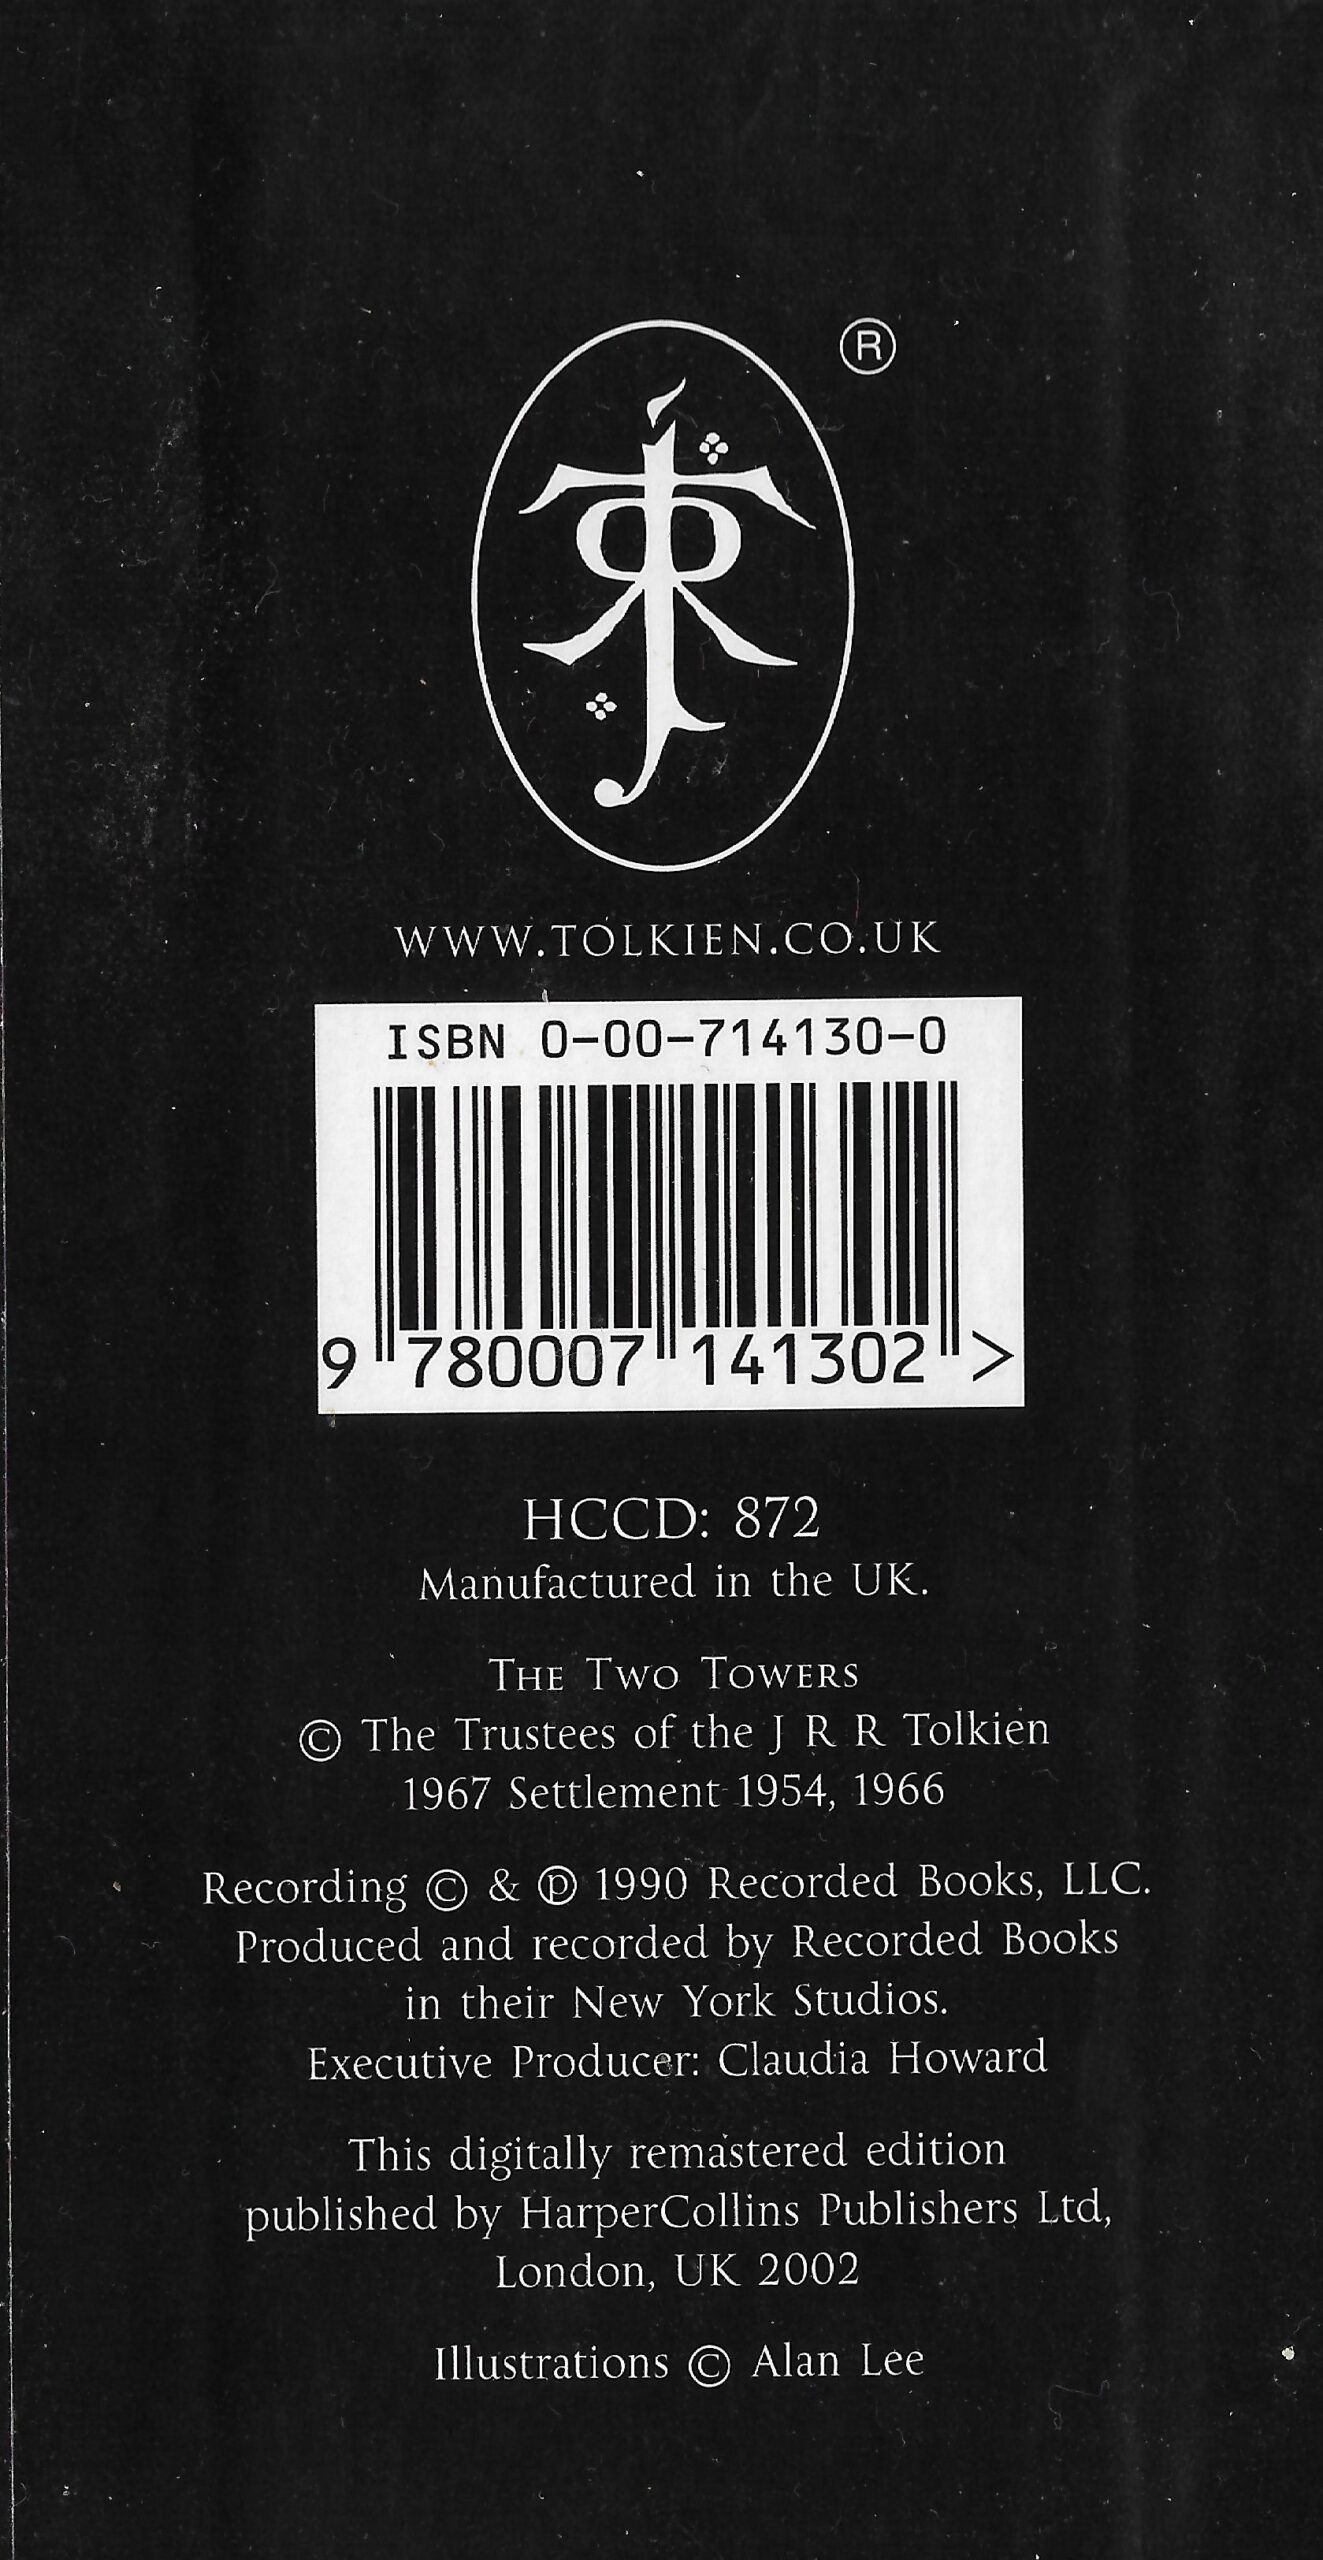 ®
WWW.TOLKIEN.CO.UK
ISBN 0-00-714130-0
9 780007 141302 >
HCCD: 872
Manufactured in the UK.
THE TWO TOWERS
© The Trustees of the J R R Tolkien
1967 Settlement 1954, 1966
Recording © & ℗ 1990 Recorded Books, LLC.
Produced and recorded by Recorded Books
in their New York Studios.
Executive Producer: Claudia Howard
This digitally remastered edition
published by HarperCollins Publishers Ltd,
London, UK 2002
Illustrations © Alan Lee